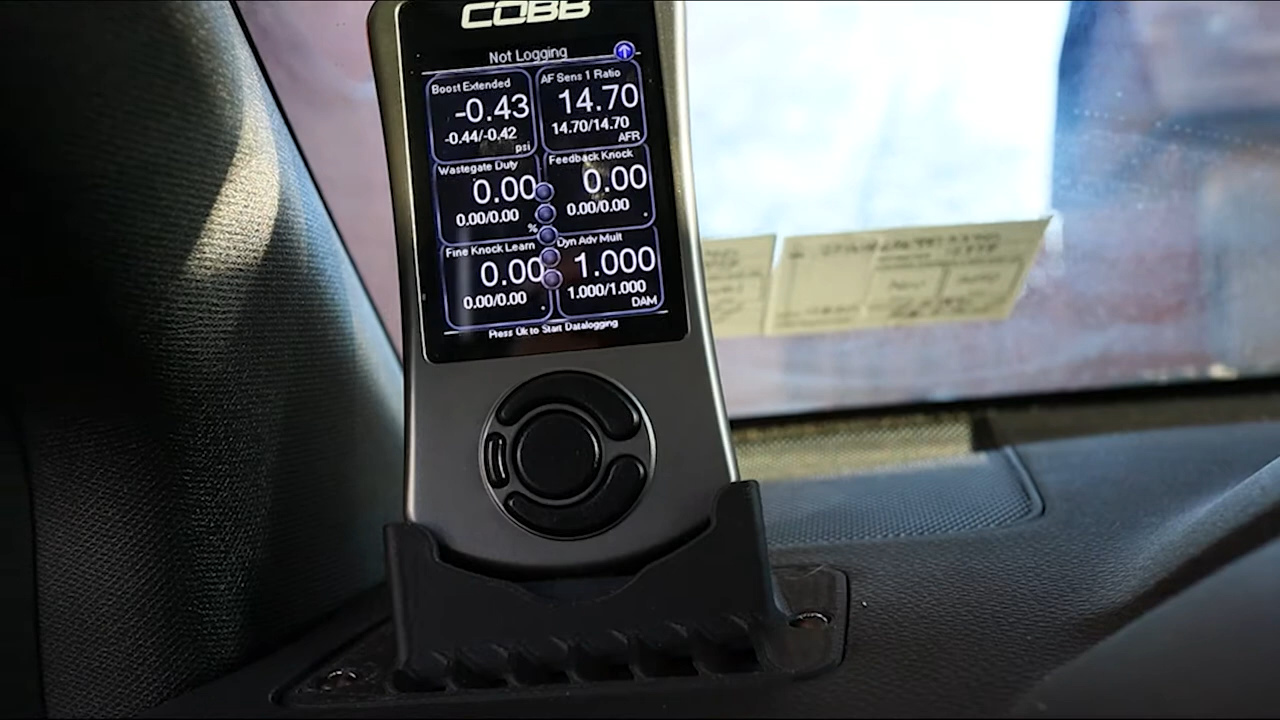 COBB
Not Logging
Boost Extended
-0.43
-0.44/-0.42
psi
AF Sens 1 Ratio
14.70
14.70/14.70
AFR
Wastegate Duty
0.00
0.00/0.00
%
Feedback Knock
0.00
0.00/0.00
.
Fine Knock Learn
0.00
0.00/0.00
.
Dyn Adv Mult
1.000
1.000/1.000
DAM
Press Ok to Start Datalogging